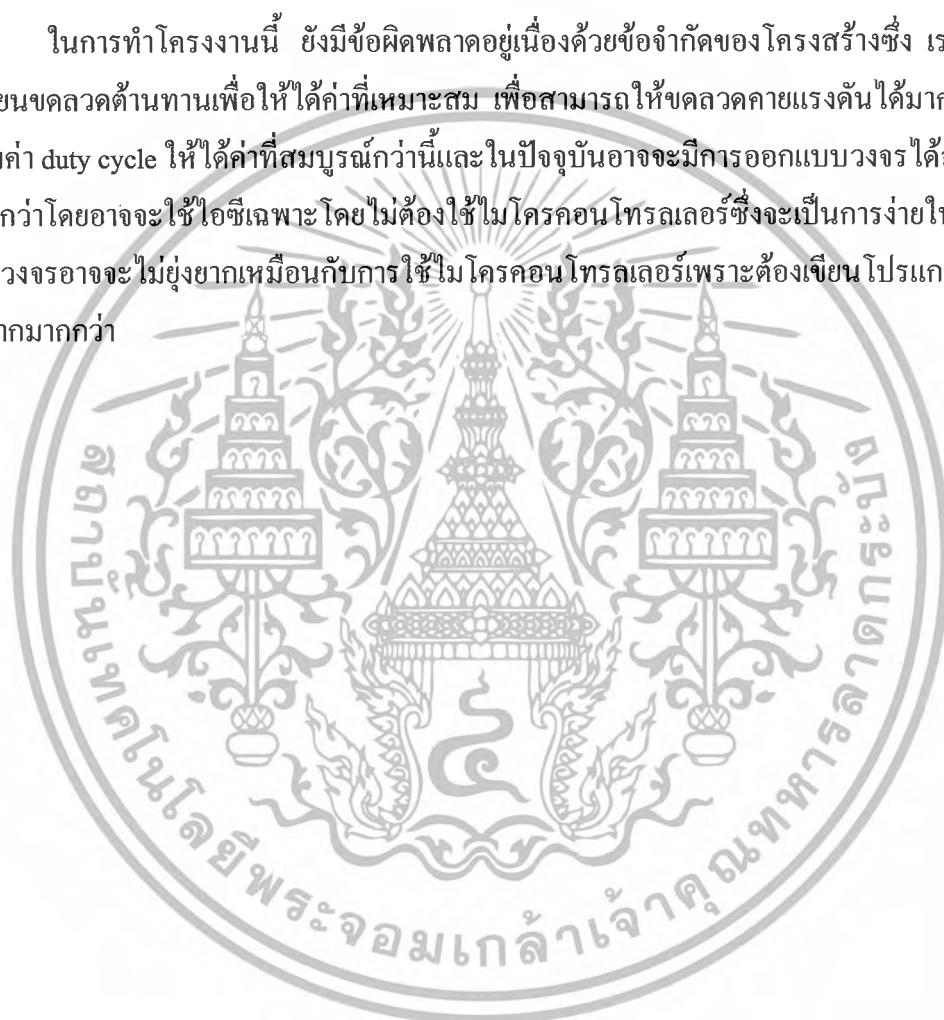 ในการทำโครงงานนี้ ยังมีข้อผิดพลาดอยู่เนื่องด้วยข้อจำกัดของโครงสร้างซึ่ง เร
ยนขดลวดต้านทานเพื่อให้ได้ค่าที่เหมาะสม เพื่อสามารถให้ขดลวดคายแรงดันได้มาก
ค่า duty cycle ให้ได้ค่าที่สมบูรณ์กว่านี้และในปัจจุบันอาจจะมีการออกแบบวงจรได้
กว่าโดยอาจจะใช้ไอซีเฉพาะโดยไม่ต้องใช้ไมโครคอนโทรลเลอร์ซึ่งจะเป็นการง่ายใ
วงจรอาจจะไม่ยุ่งยากเหมือนกับการใช้ไมโครคอนโทรลเลอร์เพราะต้องเขียนโปรแก
ากมากกว่า
๔
สถาบันเทคโนโลยีพระจอมเกล้าเจ้าคุณทหารลาดกระบัง